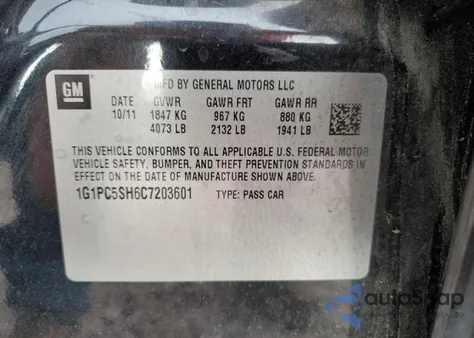 GM
MFD BY GENERAL MOTORS LLC
DATE GVWR GAWR FRT GAWR RR
10/11 1847 KG 967 KG 880 KG
4073 LB 2132 LB 1941 LB
THIS VEHICLE CONFORMS TO ALL APPLICABLE U.S. FEDERAL MOTOR
VEHICLE SAFETY, BUMPER, AND THEFT PREVENTION STANDARDS
IN EFFECT ON THE DATE OF MANUFACTURE SHOWN ABOVE.
1G1PC5SH6C7203601 TYPE: PASS CAR